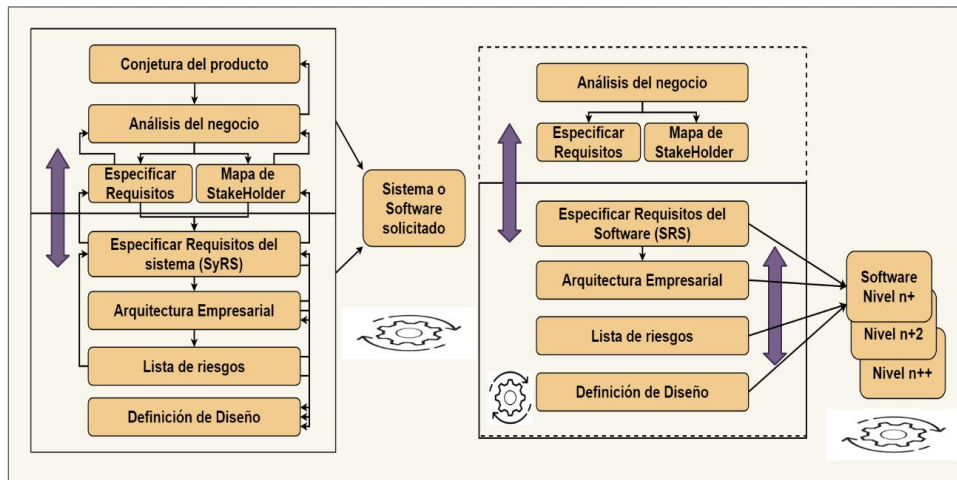 Conjetura del producto
Análisis del negocio
Especificar
Requisitos
Mapa de
StakeHolder
Especificar Requisitos del
sistema (SyRS)
Arquitectura Empresarial
Lista de riesgos
Definición de Diseño
Sistema o
Software
solicitado
Análisis del negocio
Especificar
Requisitos
Mapa de
StakeHolder
Especificar Requisitos del
Software (SRS)
Arquitectura Empresarial
Lista de riesgos
Definición de Diseño
Software
Nivel n+
Nivel n+2
Nivel n++